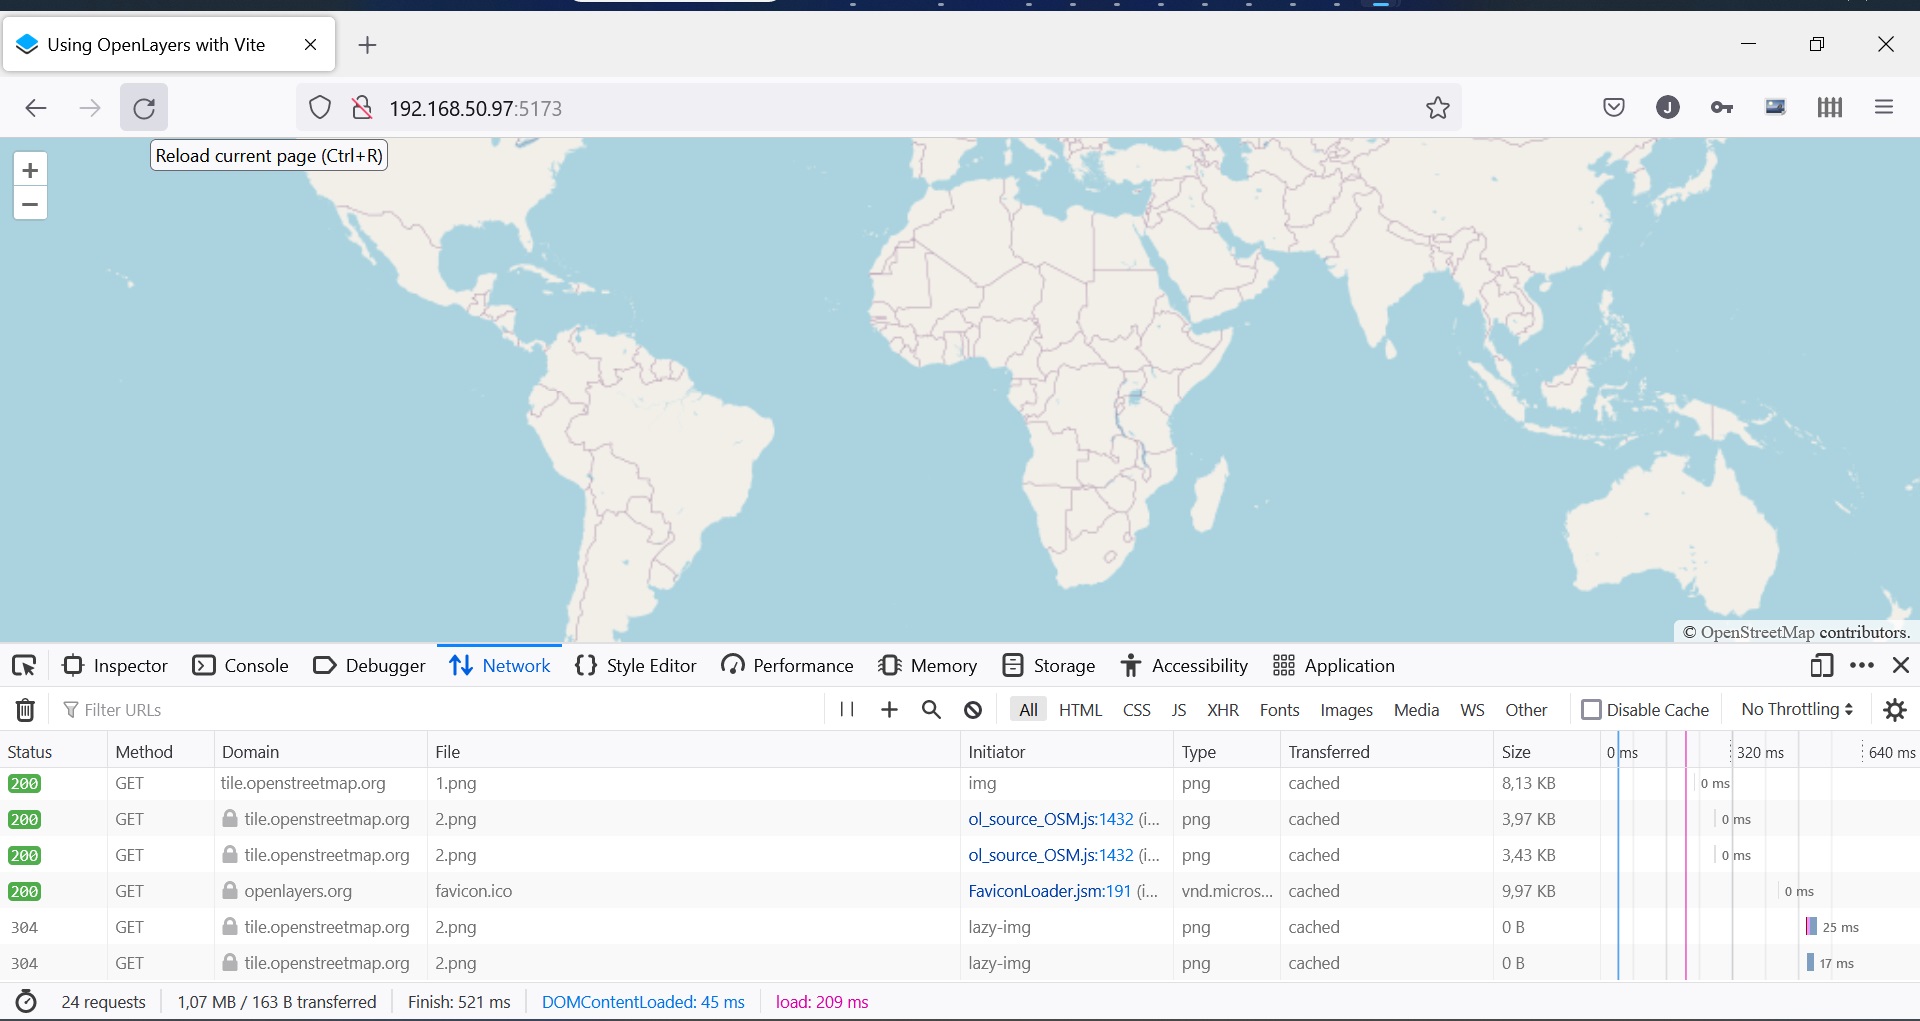 Using OpenLayers with Vite
192.168.50.97:5173
J
Reload current page (Ctrl+R)
+
−
© OpenStreetMap contributors.
Inspector Console Debugger Network Style Editor Performance Memory Storage Accessibility Application
Filter URLs All HTML CSS JS XHR Fonts Images Media WS Other Disable Cache No Throttling
Status Method Domain File Initiator Type Transferred Size 0 ms 320 ms 640 ms
200 GET tile.openstreetmap.org 1.png img png cached 8,13 KB 0 ms
200 GET tile.openstreetmap.org 2.png ol_source_OSM.js:1432 (i... png cached 3,97 KB 0 ms
200 GET tile.openstreetmap.org 2.png ol_source_OSM.js:1432 (i... png cached 3,43 KB 0 ms
200 GET openlayers.org favicon.ico FaviconLoader.jsm:191 (i... vnd.micros... cached 9,97 KB 0 ms
304 GET tile.openstreetmap.org 2.png lazy-img png cached 0 B 25 ms
304 GET tile.openstreetmap.org 2.png lazy-img png cached 0 B 17 ms
24 requests 1,07 MB / 163 B transferred Finish: 521 ms DOMContentLoaded: 45 ms load: 209 ms